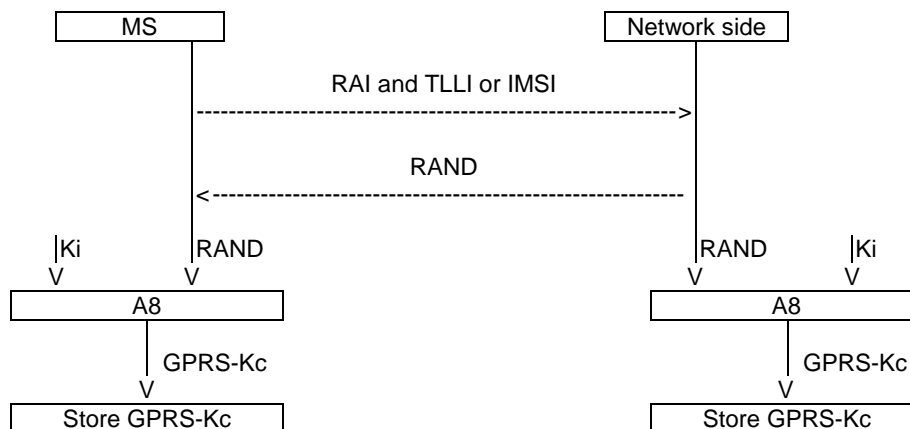 MS Network side
RAI and TLLI or IMSI
RAND
Ki RAND RAND Ki
A8 A8
GPRS-Kc GPRS-Kc
Store GPRS-Kc Store GPRS-Kc